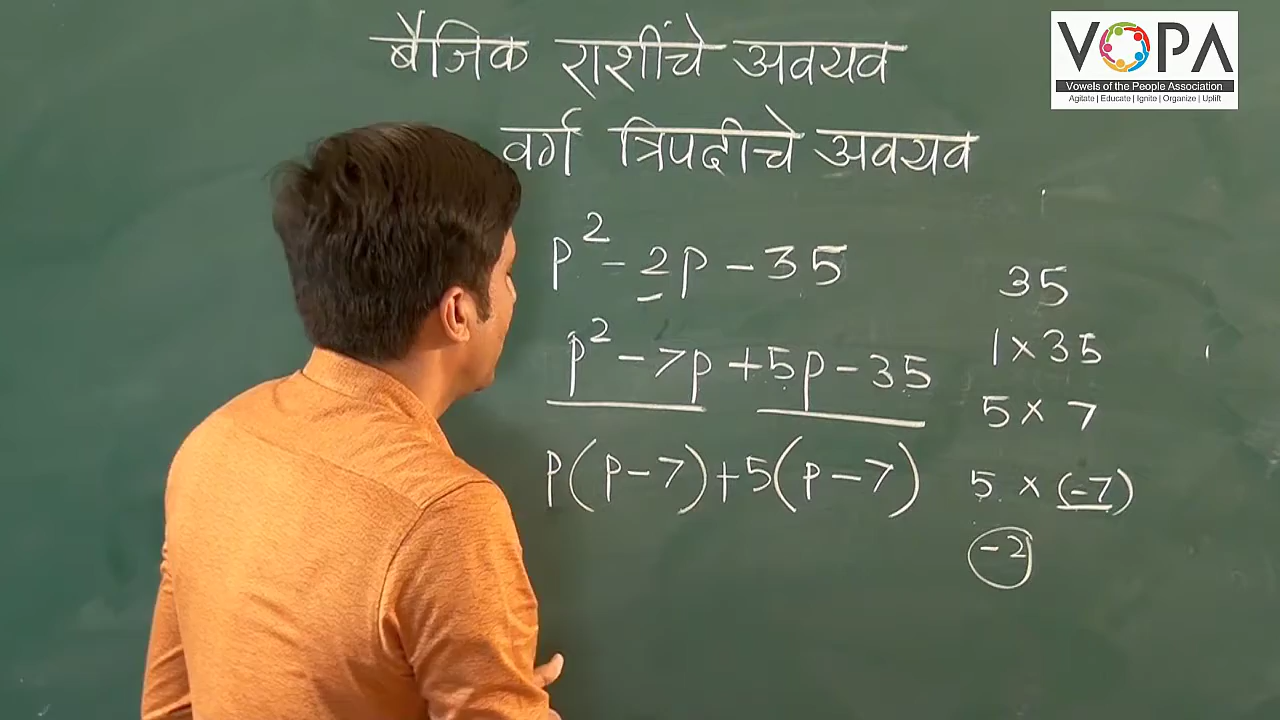 बैजिक राशींचे अवयव
वर्ग त्रिपदीचे अवयव
p² - 2p - 35
p² - 7p + 5p - 35
p(p - 7) + 5(p - 7)
35
1 × 35
5 × 7
5 × (-7)
-2
VOPA
Vowels of the People Association
Agitate | Educate | Ignite | Organize | Uplift